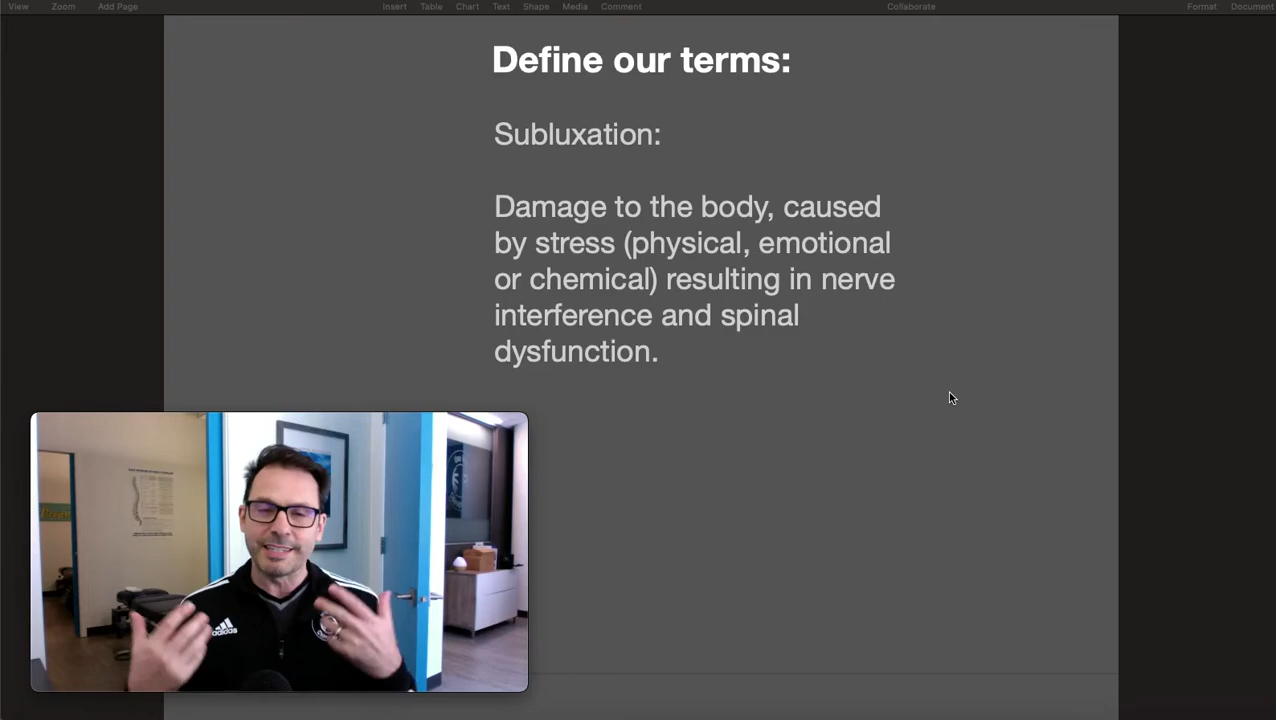 View Zoom Add Page Insert Table Chart Text Shape Media Comment Collaborate Format Document
Define our terms:
Subluxation:
Damage to the body, caused
by stress (physical, emotional
or chemical) resulting in nerve
interference and spinal
dysfunction.
adidas